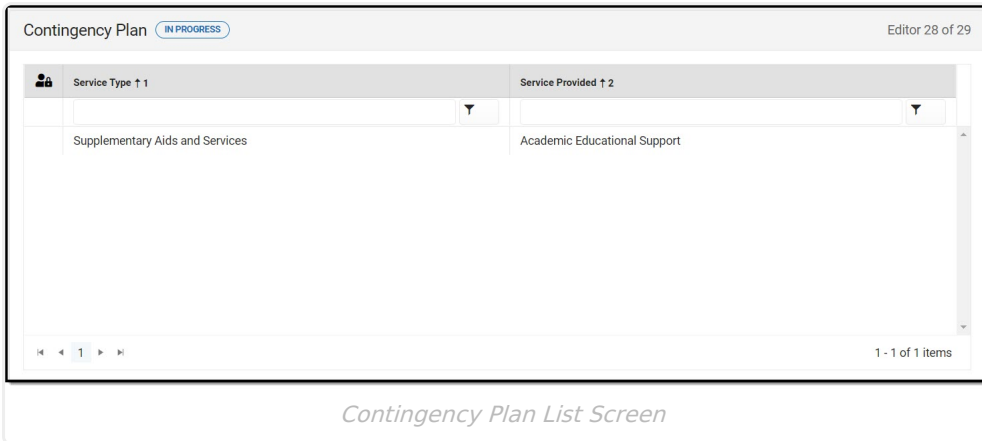 Contingency Plan IN PROGRESS Editor 28 of 29
Service Type ↑ 1 Service Provided ↑ 2
Supplementary Aids and Services Academic Educational Support
1 1 - 1 of 1 items
Contingency Plan List Screen